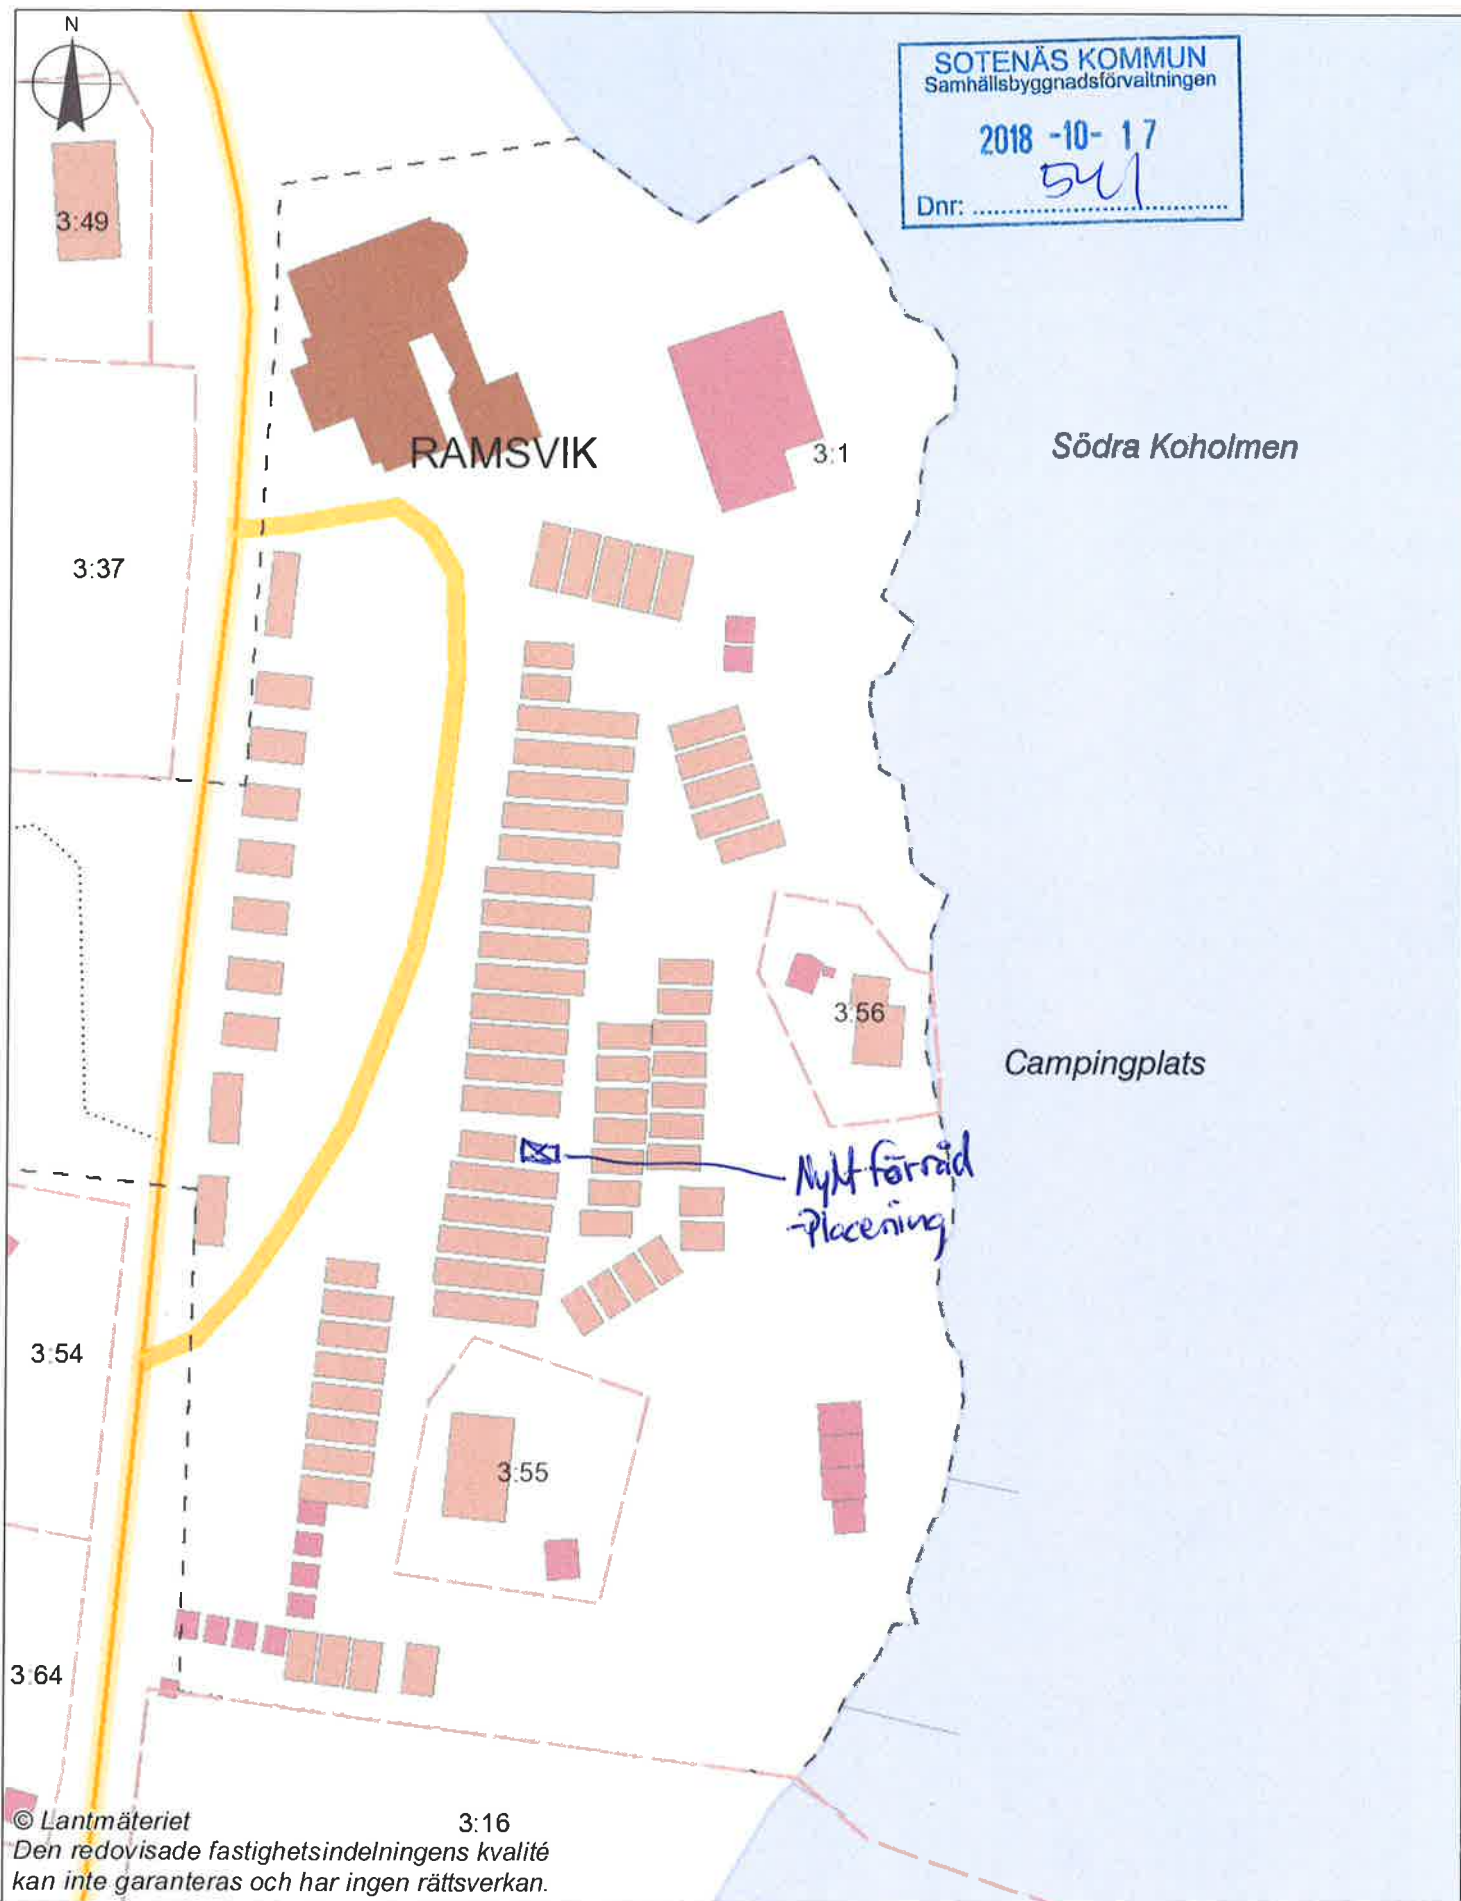 N
SOTENÄS KOMMUN
Samhällsbyggnadsförvaltningen
2018 -10- 17
541
Dnr: ........................................
3:49
RAMSVIK
3:1
Södra Koholmen
3:37
3:56
Campingplats
Nytt förråd
-Placering
3:54
3:55
3:64
© Lantmäteriet
3:16
Den redovisade fastighetsindelningens kvalité
kan inte garanteras och har ingen rättsverkan.